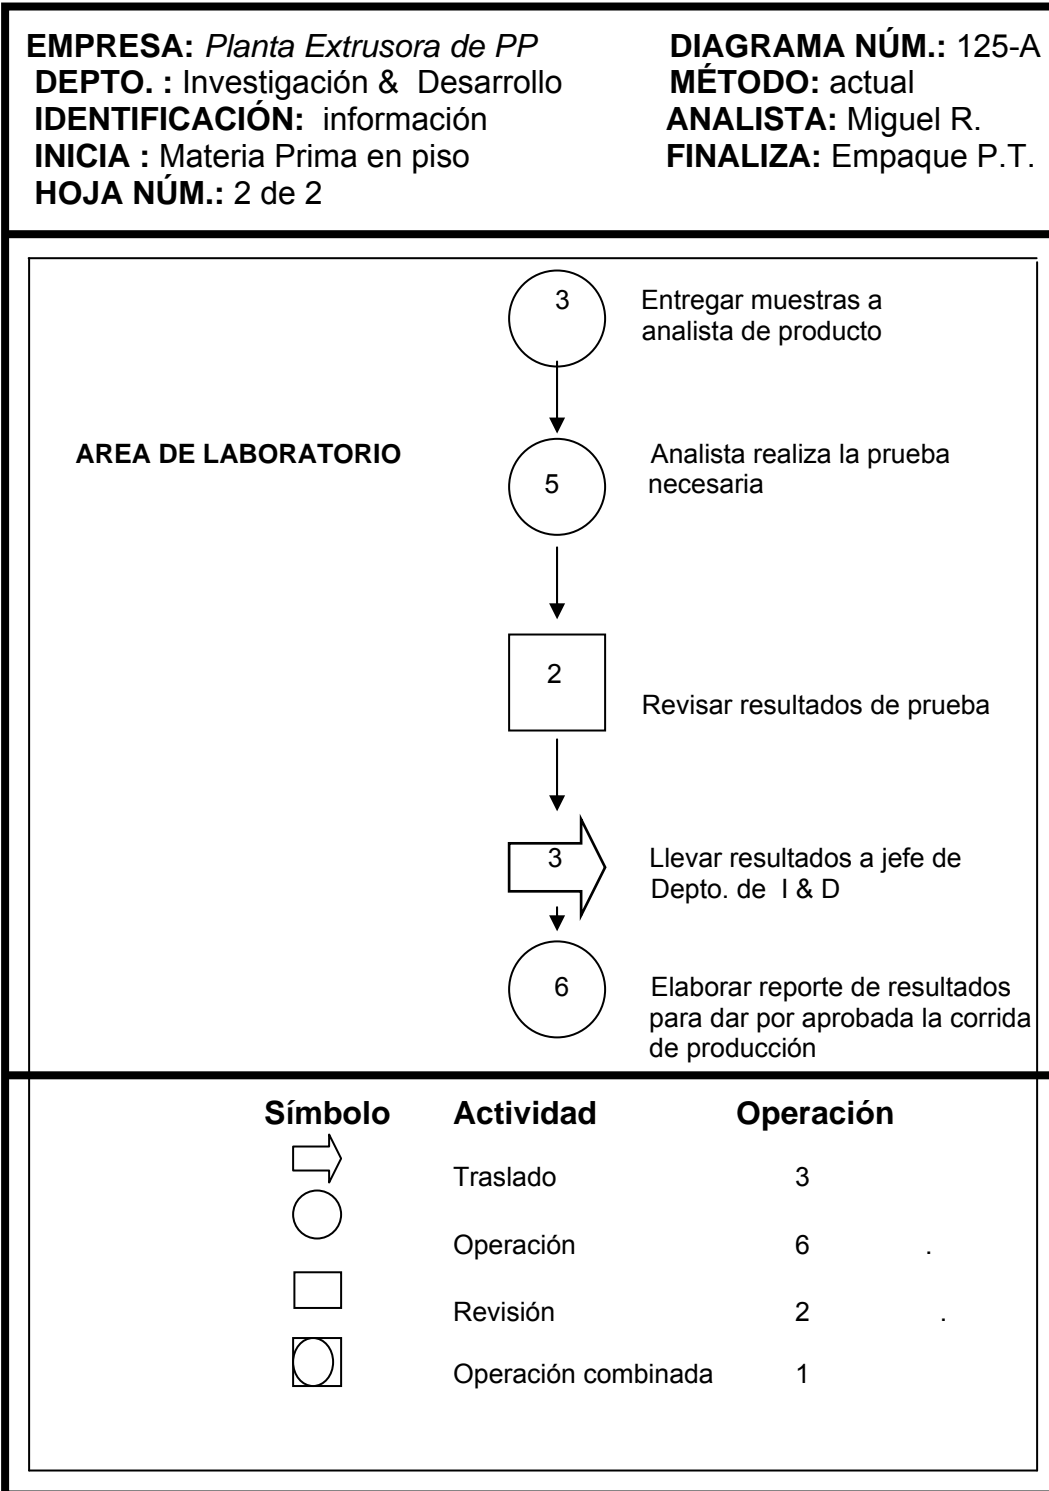 EMPRESA: Planta Extrusora de PP DIAGRAMA NÚM.: 125-A
DEPTO. : Investigación & Desarrollo MÉTODO: actual
IDENTIFICACIÓN: información ANALISTA: Miguel R.
INICIA : Materia Prima en piso FINALIZA: Empaque P.T.
HOJA NÚM.: 2 de 2
3 Entregar muestras a
analista de producto
AREA DE LABORATORIO
5 Analista realiza la prueba
necesaria
2
Revisar resultados de prueba
3 Llevar resultados a jefe de
Depto. de I & D
6 Elaborar reporte de resultados
para dar por aprobada la corrida
de producción
Símbolo Actividad Operación
Traslado 3
Operación 6 .
Revisión 2 .
Operación combinada 1